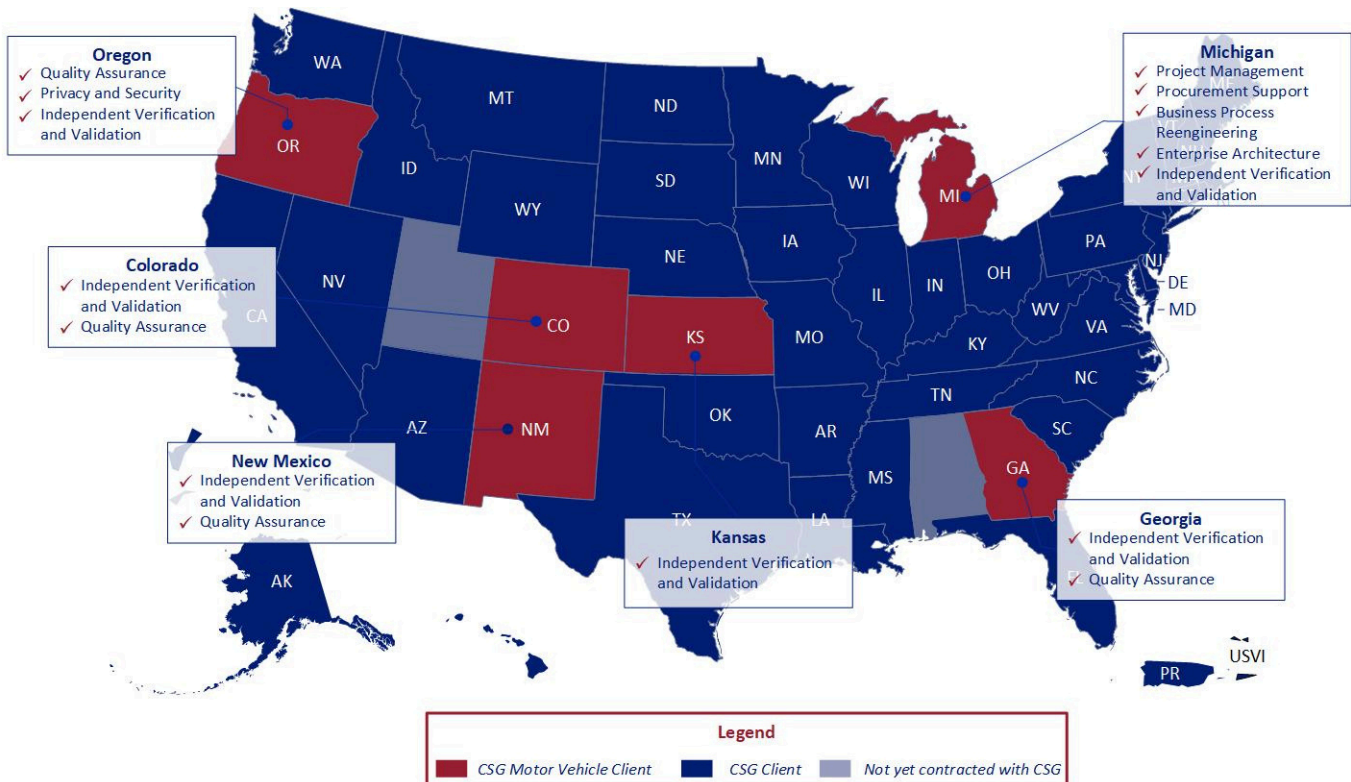 Oregon
✓ Quality Assurance
✓ Privacy and Security
✓ Independent Verification
and Validation
Michigan
✓ Project Management
✓ Procurement Support
✓ Business Process
Reengineering
✓ Enterprise Architecture
✓ Independent Verification
and Validation
Colorado
✓ Independent Verification
and Validation
✓ Quality Assurance
New Mexico
✓ Independent Verification
and Validation
✓ Quality Assurance
Kansas
✓ Independent Verification
and Validation
Georgia
✓ Independent Verification
and Validation
✓ Quality Assurance
WA
MT
ND
MN
OR
ID
SD
WI
MI
NY
ME
VT
WY
IA
PA
NE
NJ
NV
OH
IN
IL
DE
CA
CO
WV
MD
KS
MO
VA
KY
NC
TN
AZ
NM
OK
AR
SC
MS
GA
TX
LA
FL
AK
PR
USVI
Legend
CSG Motor Vehicle Client
CSG Client
Not yet contracted with CSG